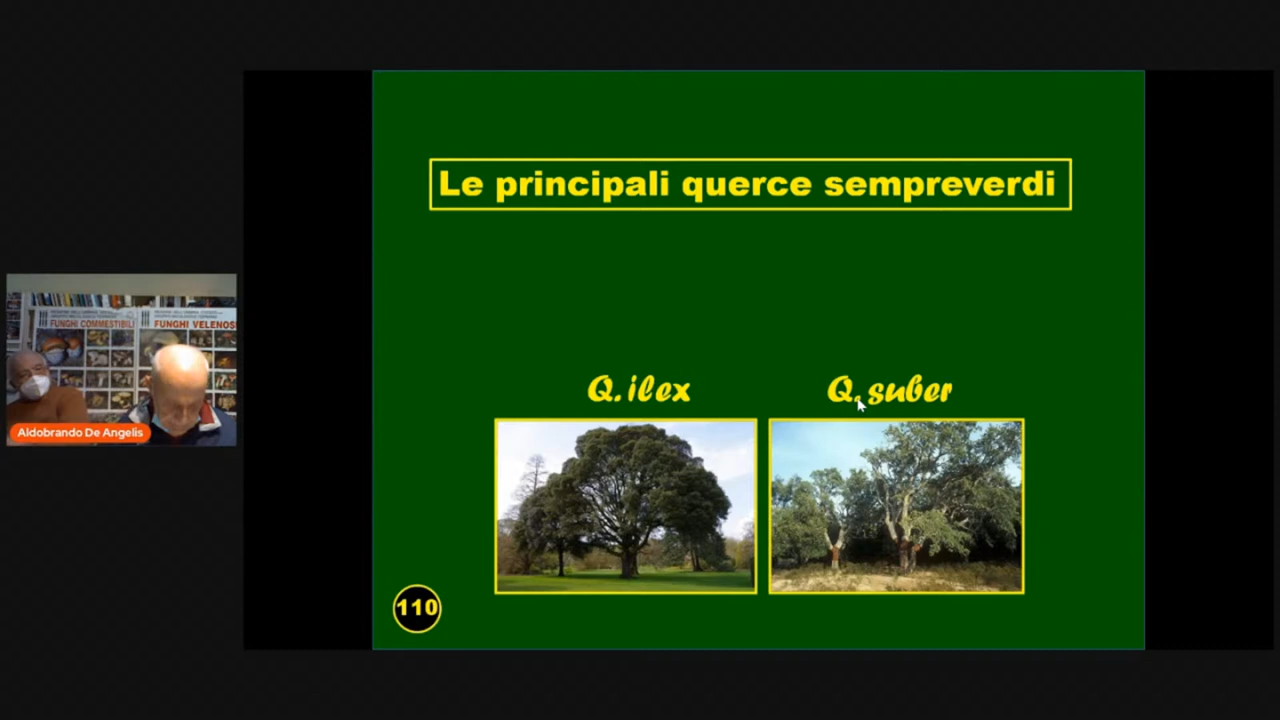 Le principali querce sempreverdi
Q. ilex
Q. suber
FUNGHI COMMESTIBILI
FUNGHI VELENOS
Aldobrando De Angelis
110